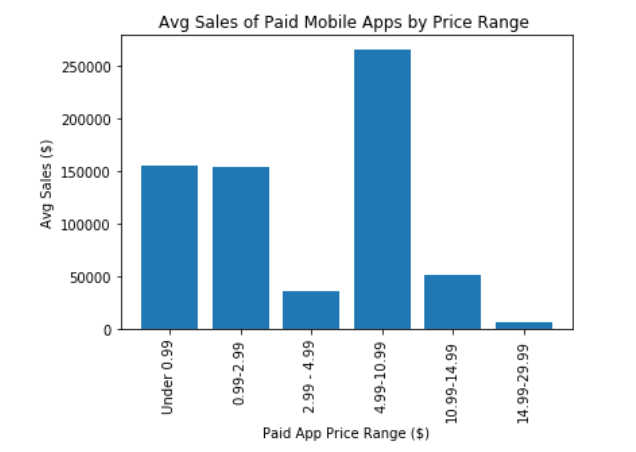 Avg Sales of Paid Mobile Apps by Price Range
Avg Sales ($)
250000
200000
150000
100000
50000
0
Under 0.99
0.99-2.99
2.99 - 4.99
4.99-10.99
10.99-14.99
14.99-29.99
Paid App Price Range ($)